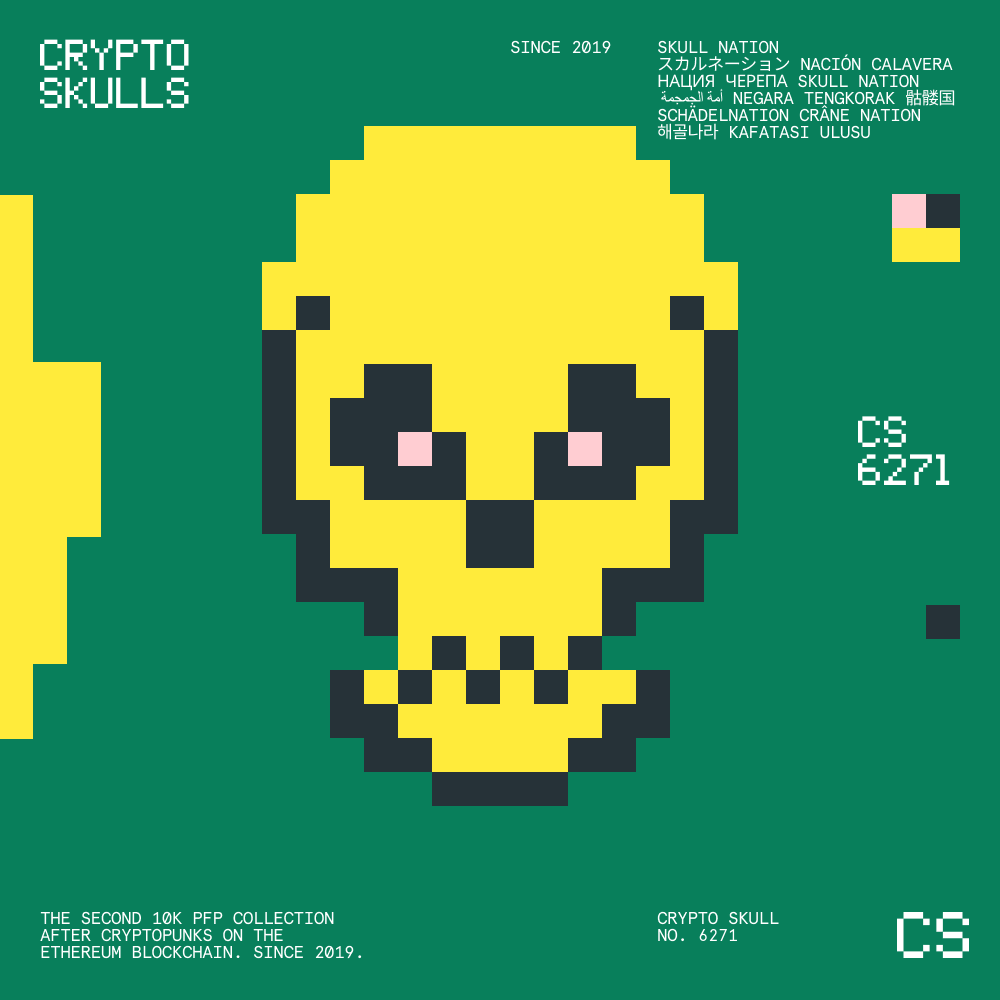 CRYPTO
SKULLS
SINCE 2019
SKULL NATION
スカルネーション NACIÓN CALAVERA
НАЦИЯ ЧЕРЕПА SKULL NATION
أمة الجمجمة NEGARA TENGKORAK 骷髅国
SCHÄDELNATION CRÂNE NATION
해골나라 KAFATASI ULUSU
CS
6271
THE SECOND 10K PFP COLLECTION
AFTER CRYPTOPUNKS ON THE
ETHEREUM BLOCKCHAIN. SINCE 2019.
CRYPTO SKULL
NO. 6271
CS